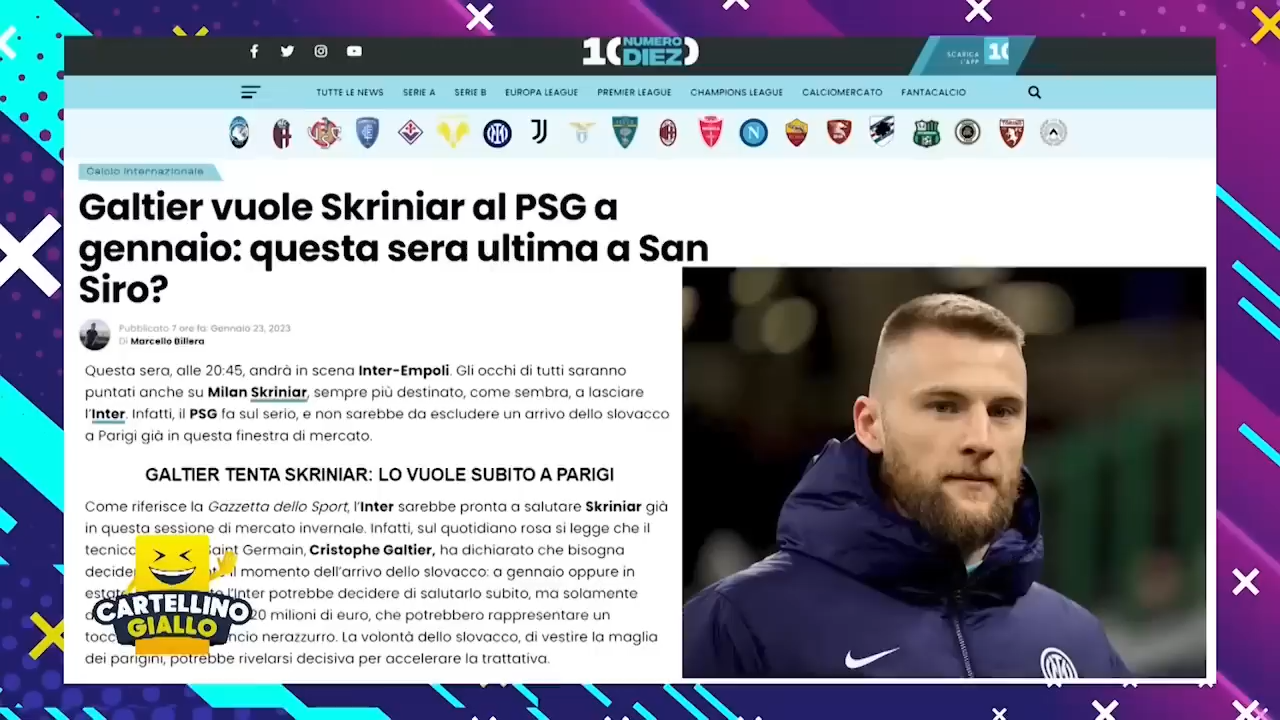 10 NUMERO DIEZ
SCARICA
L'APP
10
TUTTE LE NEWS SERIE A SERIE B EUROPA LEAGUE PREMIER LEAGUE CHAMPIONS LEAGUE CALCIOMERCATO FANTACALCIO
Calcio Internazionale
Galtier vuole Skriniar al PSG a
gennaio: questa sera ultima a San
Siro?
Pubblicato 7 ore fa: Gennaio 23, 2023
Di Marcello Billera
Questa sera, alle 20:45, andrà in scena Inter-Empoli. Gli occhi di tutti saranno
puntati anche su Milan Skriniar, sempre più destinato, come sembra, a lasciare
l'Inter. Infatti, il PSG fa sul serio, e non sarebbe da escludere un arrivo dello slovacco
a Parigi già in questa finestra di mercato.
GALTIER TENTA SKRINIAR: LO VUOLE SUBITO A PARIGI
Come riferisce la Gazzetta dello Sport, l'Inter sarebbe pronta a salutare Skriniar già
in questa sessione di mercato invernale. Infatti, sul quotidiano rosa si legge che il
Saint Germain, Cristophe Galtier, ha dichiarato che bisogna
il momento dell'arrivo dello slovacco: a gennaio oppure in
l'Inter potrebbe decidere di salutarlo subito, ma solamente
20 milioni di euro, che potrebbero rappresentare un
nerazzurro. La volontà dello slovacco, di vestire la maglia
dei parigini, potrebbe rivelarsi decisiva per accelerare la trattativa.
CARTELLINO
GIALLO